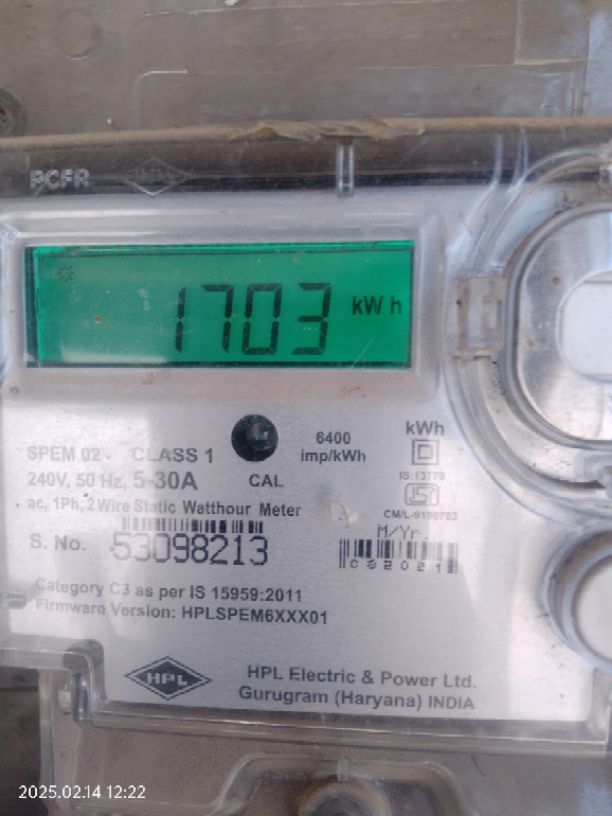 PCFR
1703 kWh
6400
imp/kWh
kWh
SPEM 02 - CLASS 1
240V, 50 Hz, 5-30A
CAL
IS:13779
CM/L-9100783
ac, 1Ph, 2 Wire Static Watthour Meter
M/Yr.
S. No. 53098213
Category C3 as per IS 15959:2011
Firmware Version: HPLSPEM6XXX01
HPL
HPL Electric & Power Ltd.
Gurugram (Haryana) INDIA
2025.02.14 12:22